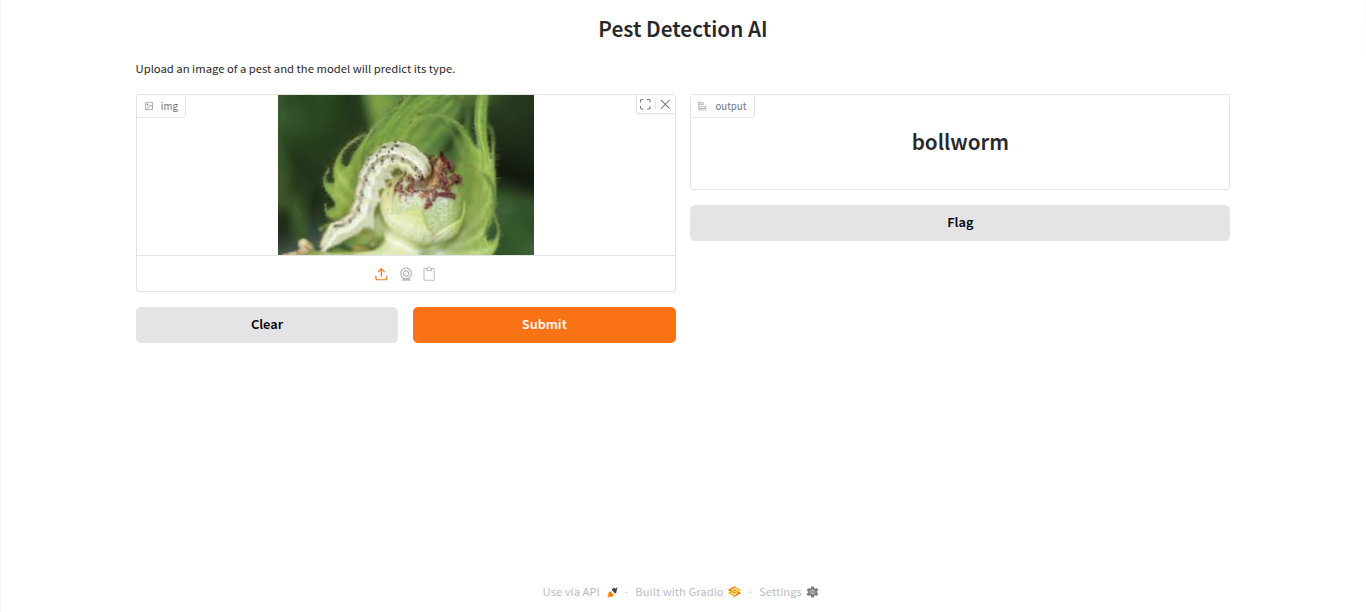 Pest Detection AI
Upload an image of a pest and the model will predict its type.
img
output
bollworm
Flag
Clear
Submit
Use via API · Built with Gradio · Settings